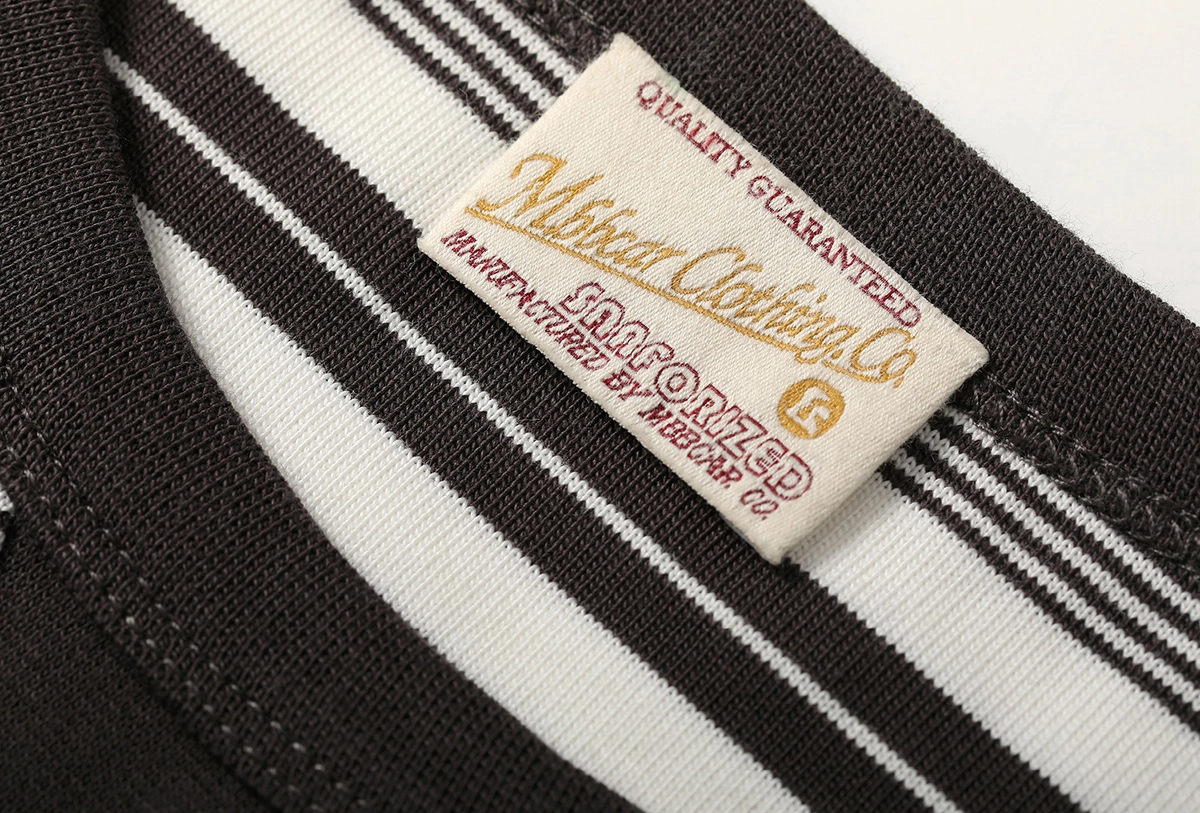 QUALITY GUARANTEED
Mbbcar Clothing Co.
SANFORIZED
MANUFACTURED BY MBBCAR. CO.